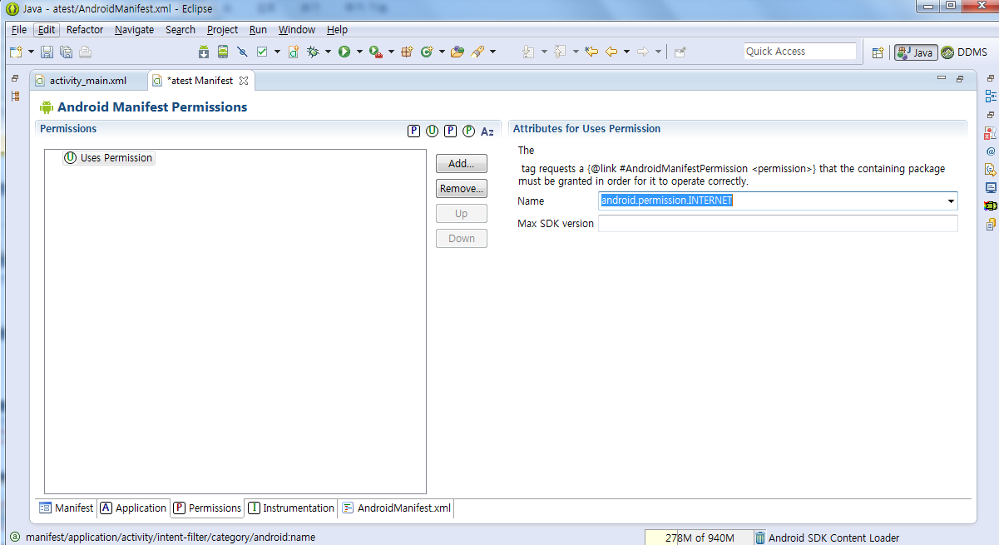 Java - atest/AndroidManifest.xml - Eclipse
File Edit Refactor Navigate Search Project Run Window Help
Quick Access
Java
DDMS
activity_main.xml
*atest Manifest
Android Manifest Permissions
Permissions
P U P P Az
Attributes for Uses Permission
U Uses Permission
Add...
Remove...
Up
Down
The
tag requests a {@link #AndroidManifestPermission <permission>} that the containing package
must be granted in order for it to operate correctly.
Name android.permission.INTERNET
Max SDK version
Manifest A Application P Permissions I Instrumentation AndroidManifest.xml
manifest/application/activity/intent-filter/category/android:name
278M of 940M
Android SDK Content Loader